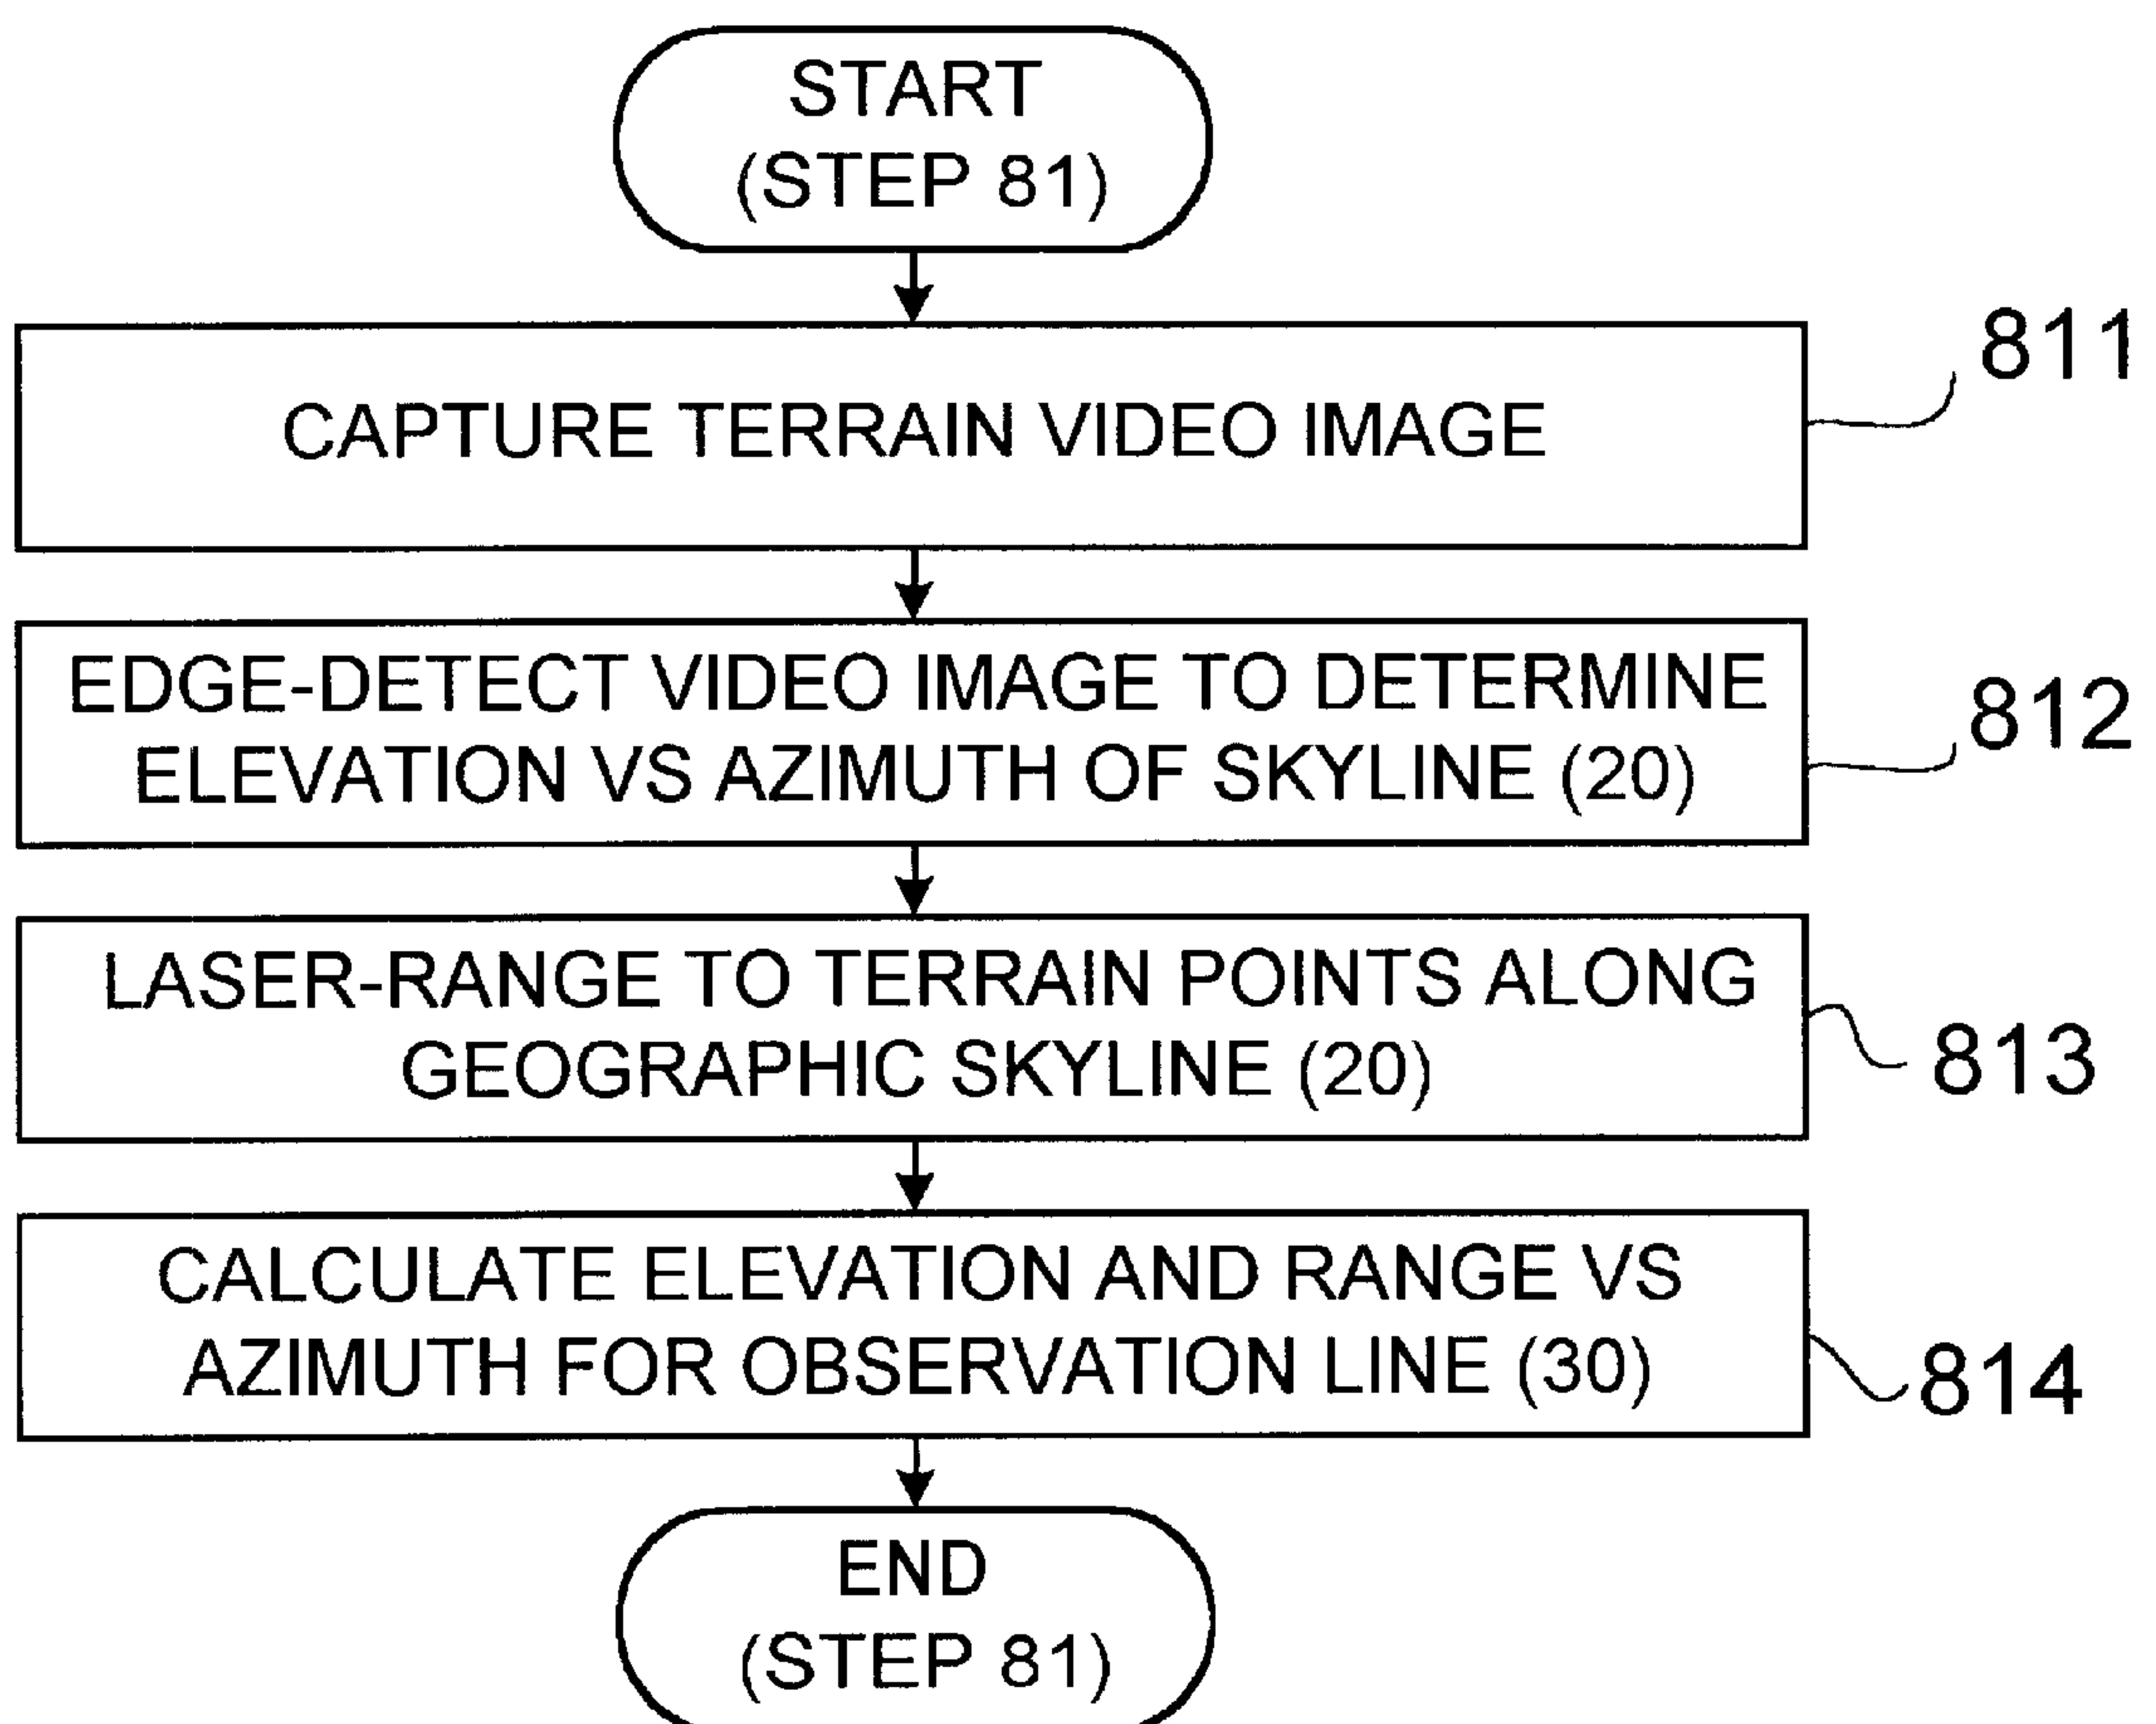 START
(STEP 81)
811
CAPTURE TERRAIN VIDEO IMAGE
EDGE-DETECT VIDEO IMAGE TO DETERMINE
ELEVATION VS AZIMUTH OF SKYLINE (20)
812
LASER-RANGE TO TERRAIN POINTS ALONG
GEOGRAPHIC SKYLINE (20)
813
CALCULATE ELEVATION AND RANGE VS
AZIMUTH FOR OBSERVATION LINE (30)
814
END
(STEP 81)